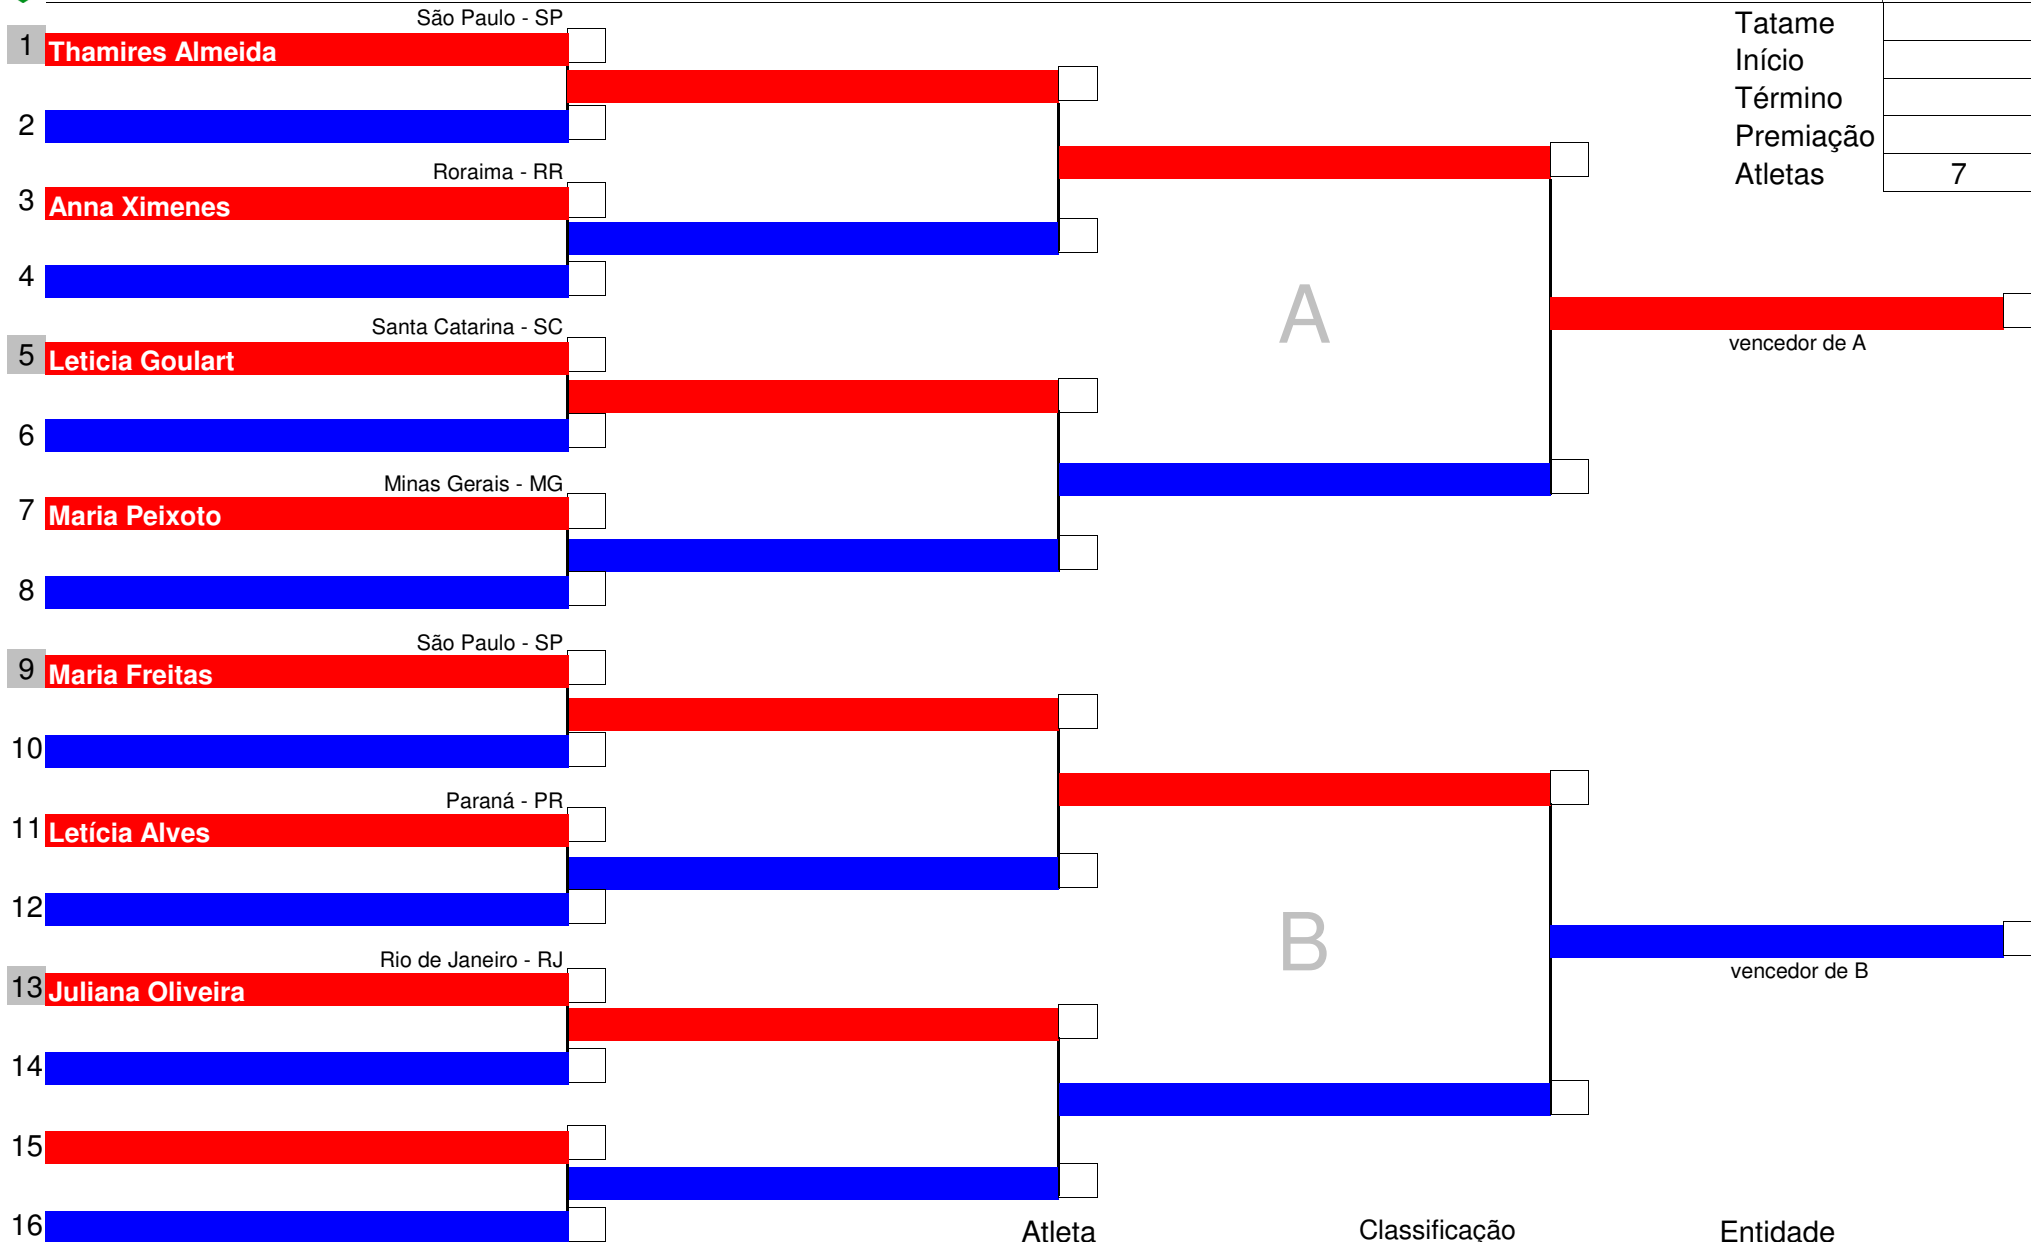 São Paulo - SP
1 Thamires Almeida
2
Roraima - RR
3 Anna Ximenes
4
Santa Catarina - SC
5 Leticia Goulart
6
Minas Gerais - MG
7 Maria Peixoto
8
São Paulo - SP
9 Maria Freitas
10
Paraná - PR
11 Letícia Alves
12
Rio de Janeiro - RJ
13 Juliana Oliveira
14
15
16
A
B
Tatame
Início
Término
Premiação
Atletas 7
vencedor de A
vencedor de B
Atleta Classificação Entidade